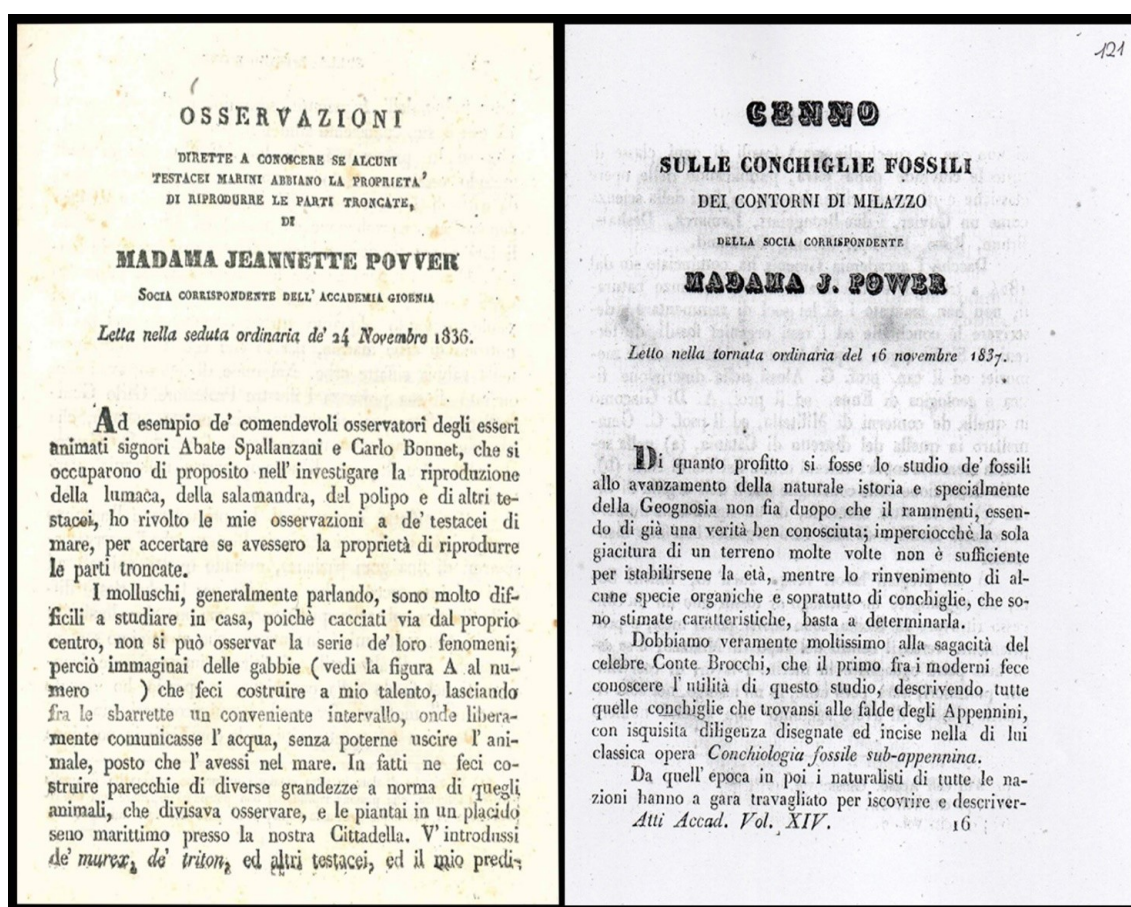 OSSERVAZIONI
DIRETTE A CONOSCERE SE ALCUNI
TESTACEI MARINI ABBIANO LA PROPRIETA'
DI RIPRODURRE LE PARTI TRONCATE,
DI
MADAMA JEANNETTE POVVER
SOCIA CORRISPONDENTE DELL' ACCADEMIA GIOENIA
Letta nella seduta ordinaria de' 24 Novembre 1836.
Ad esempio de' comendevoli osservatori degli esseri
animati signori Abate Spallanzani e Carlo Bonnet, che si
occuparono di proposito nell' investigare la riproduzione
della lumaca, della salamandra, del polipo e di altri te-
stacei, ho rivolto le mie osservazioni a de' testacei di
mare, per accertare se avessero la proprietà di riprodurre
le parti troncate.
I molluschi, generalmente parlando, sono molto dif-
ficili a studiare in casa, poichè cacciati via dal proprio
centro, non si può osservar la serie de' loro fenomeni;
perciò immaginai delle gabbie ( vedi la figura A al nu-
mero ) che feci costruire a mio talento, lasciando
fra le sbarrette un conveniente intervallo, onde libera-
mente comunicasse l' acqua, senza poterne uscire l' ani-
male, posto che l' avessi nel mare. In fatti ne feci co-
struire parecchie di diverse grandezze a norma di quegli
animali, che divisava osservare, e le piantai in un placido
seno marittimo presso la nostra Cittadella. V' introdussi
de' murex, de' triton, ed altri testacei, ed il mio predi-
121
CENNO
SULLE CONCHIGLIE FOSSILI
DEI CONTORNI DI MILAZZO
DELLA SOCIA CORRISPONDENTE
MADAMA J. POWER
Letto nella tornata ordinaria del 16 novembre 1837.
Di quanto profitto si fosse lo studio de' fossili
allo avanzamento della naturale istoria e specialmente
della Geognosia non fia duopo che il rammenti, essen-
do di già una verità ben conosciuta; imperciocchè la sola
giacitura di un terreno molte volte non è sufficiente
per istabilirsene la età, mentre lo rinvenimento di al-
cune specie organiche e sopratutto di conchiglie, che so-
no stimate caratteristiche, basta a determinarla.
Dobbiamo veramente moltissimo alla sagacità del
celebre Conte Brocchi, che il primo fra i moderni fece
conoscere l' utilità di questo studio, descrivendo tutte
quelle conchiglie che trovansi alle falde degli Appennini,
con isquisita diligenza disegnate ed incise nella di lui
classica opera Conchiologia fossile sub-appennina.
Da quell' epoca in poi i naturalisti di tutte le na-
zioni hanno a gara travagliato per iscovrire e descriver-
Atti Accad. Vol. XIV. 16